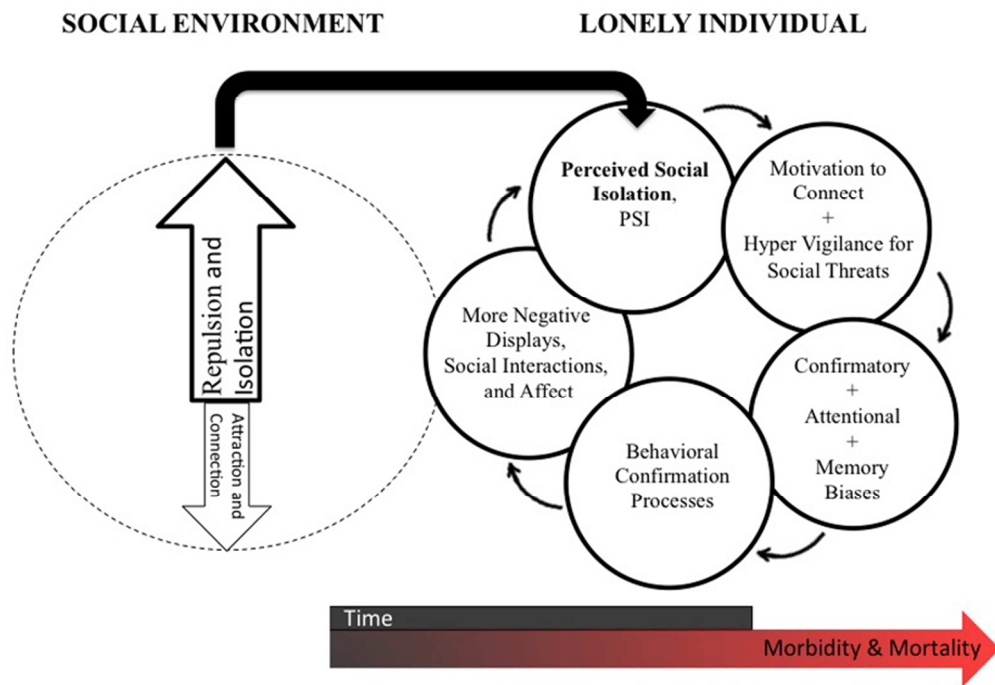 SOCIAL ENVIRONMENT
LONELY INDIVIDUAL
Repulsion and
Isolation
Attraction and
Connection
Perceived Social
Isolation,
PSI
Motivation to
Connect
+
Hyper Vigilance for
Social Threats
Confirmatory
+
Attentional
+
Memory
Biases
Behavioral
Confirmation
Processes
More Negative
Displays,
Social Interactions,
and Affect
Time
Morbidity & Mortality